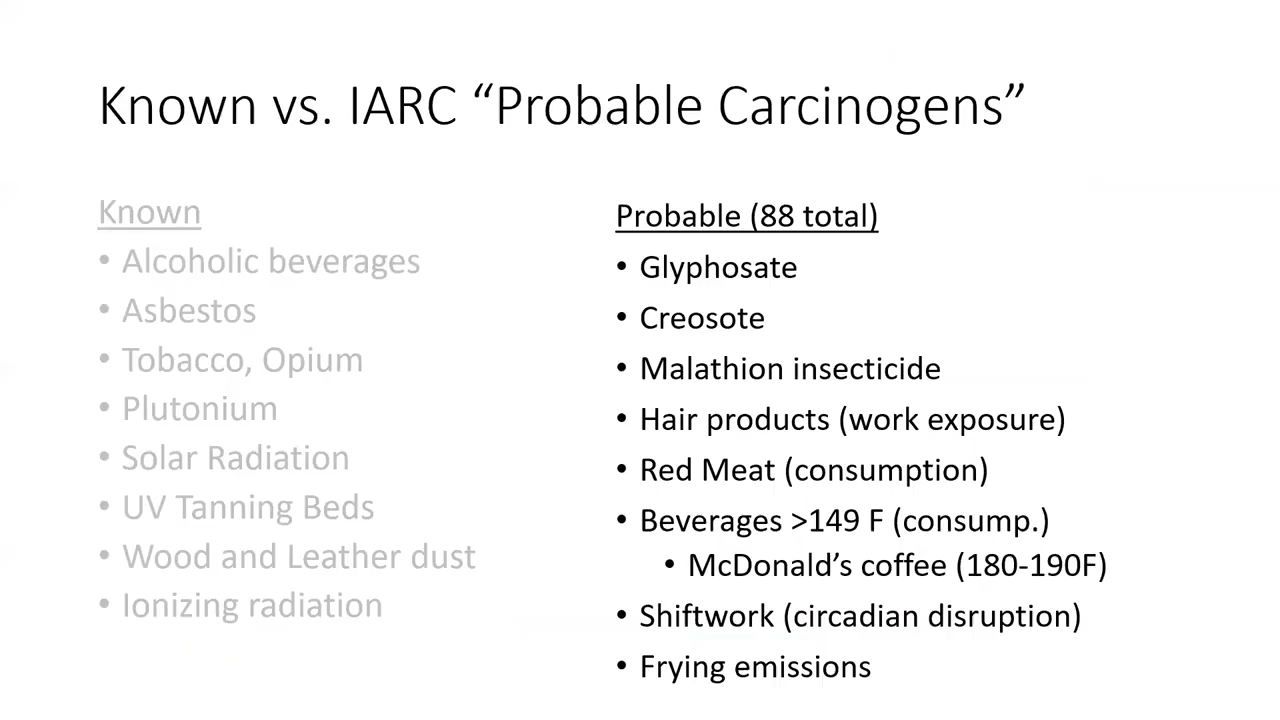 Known vs. IARC “Probable Carcinogens”
Known
• Alcoholic beverages
• Asbestos
• Tobacco, Opium
• Plutonium
• Solar Radiation
• UV Tanning Beds
• Wood and Leather dust
• Ionizing radiation
Probable (88 total)
• Glyphosate
• Creosote
• Malathion insecticide
• Hair products (work exposure)
• Red Meat (consumption)
• Beverages >149 F (consump.)
• McDonald’s coffee (180-190F)
• Shiftwork (circadian disruption)
• Frying emissions